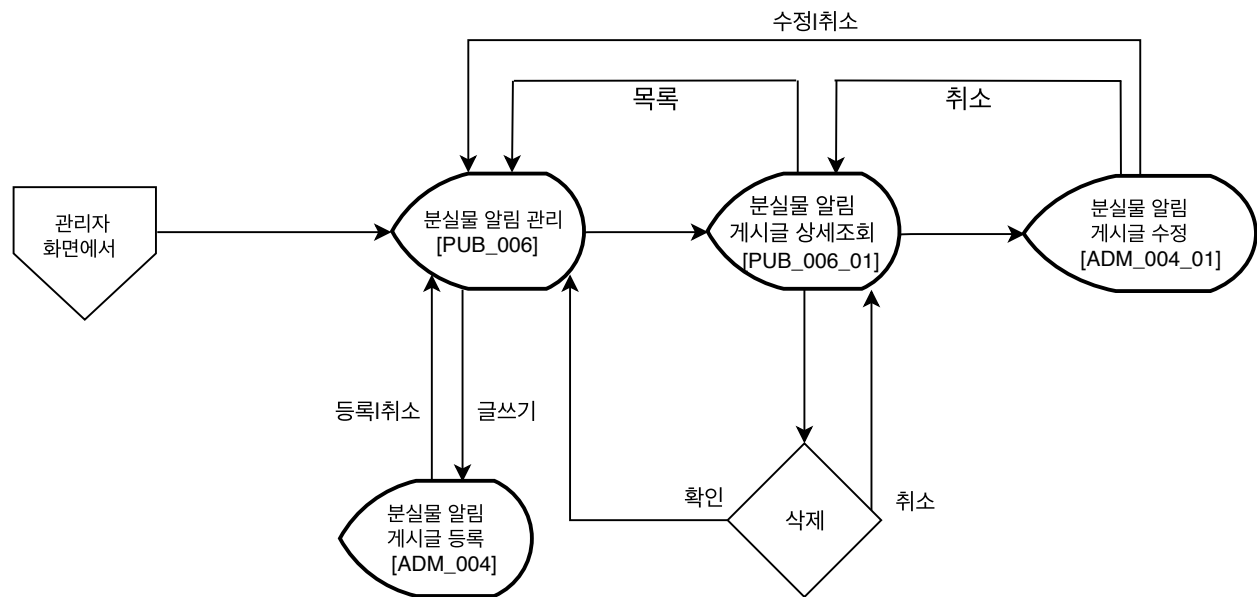 수정|취소
목록
취소
관리자
화면에서
분실물 알림 관리
[PUB_006]
분실물 알림
게시글 상세조회
[PUB_006_01]
분실물 알림
게시글 수정
[ADM_004_01]
등록|취소
글쓰기
확인
삭제
취소
분실물 알림
게시글 등록
[ADM_004]